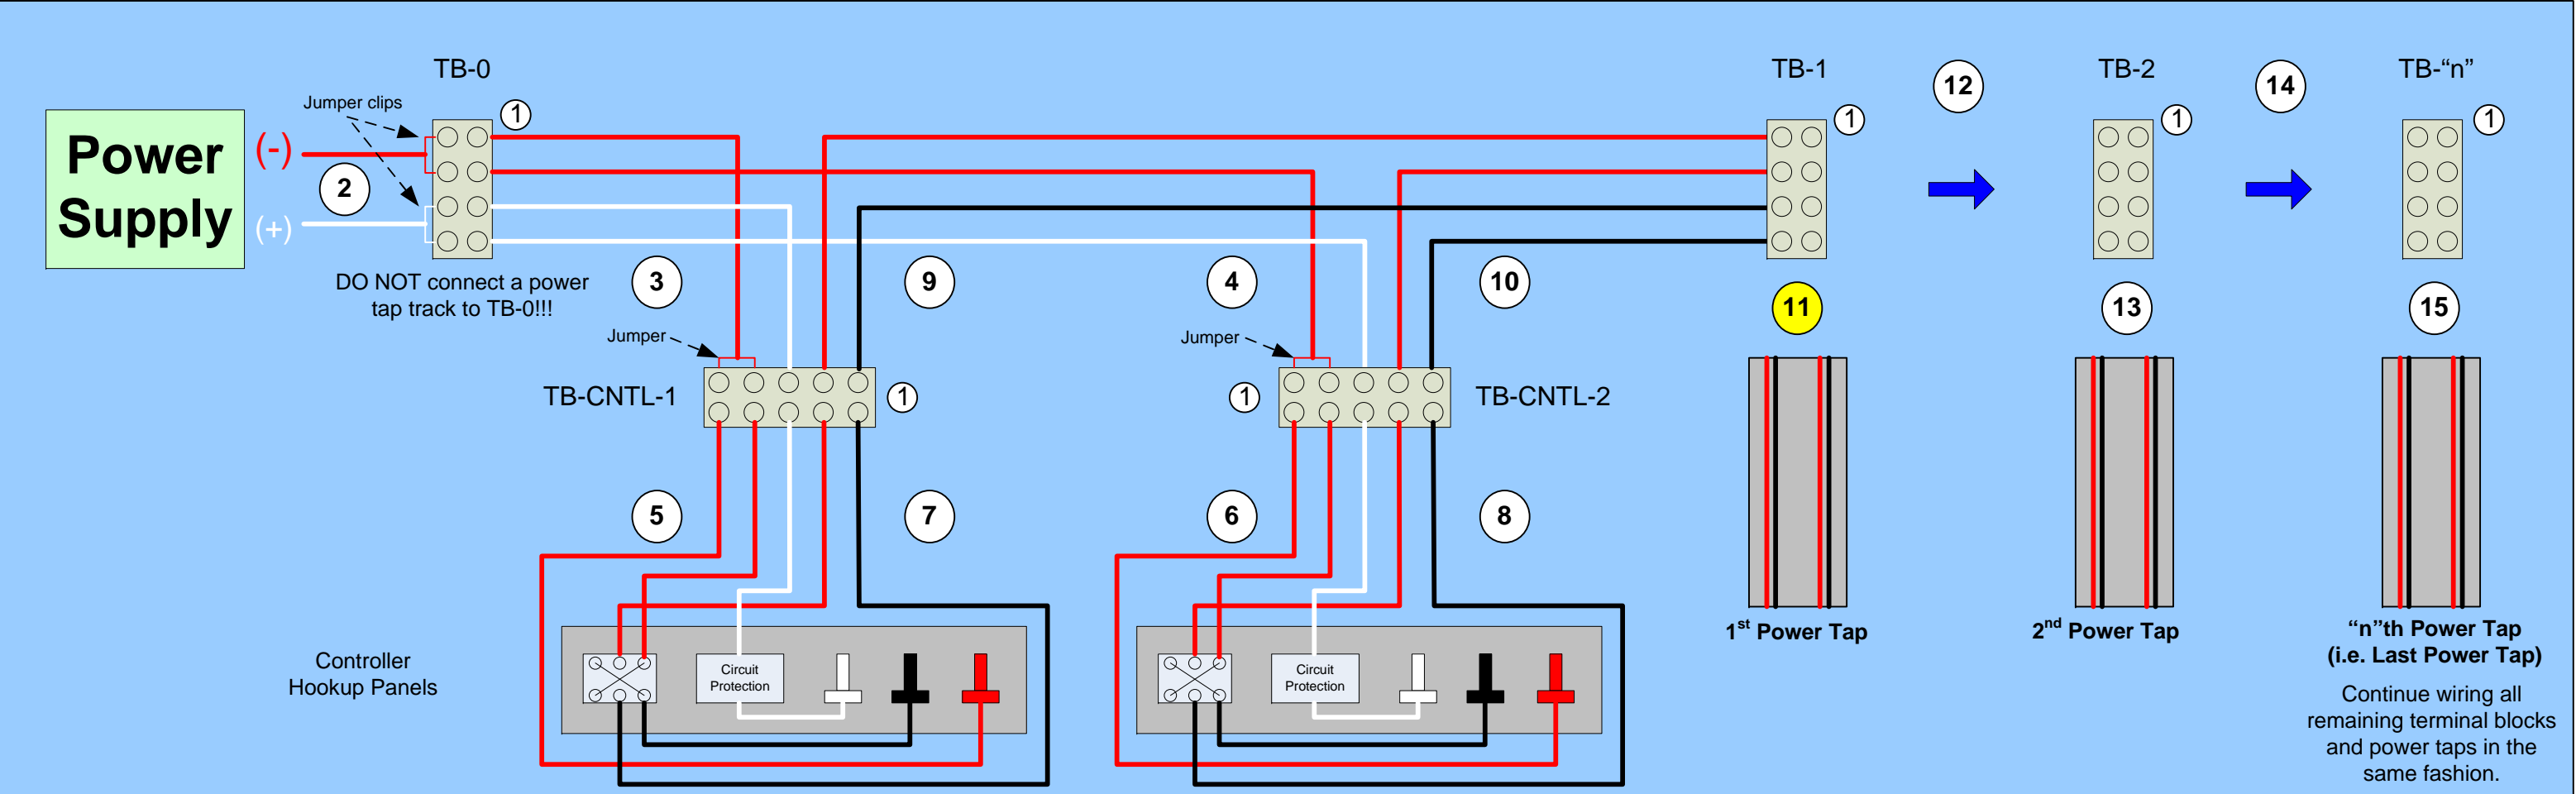 TB-0
TB-1
12
TB-2
14
TB-“n”
Jumper clips
1
1
1
1
Power
Supply
(-)
2
(+)
DO NOT connect a power
tap track to TB-0!!!
3
9
4
10
11
13
15
Jumper
Jumper
TB-CNTL-1
1
1
TB-CNTL-2
5
7
6
8
1st Power Tap
2nd Power Tap
“n”th Power Tap
(i.e. Last Power Tap)
Controller
Hookup Panels
Circuit
Protection
Circuit
Protection
Continue wiring all
remaining terminal blocks
and power taps in the
same fashion.